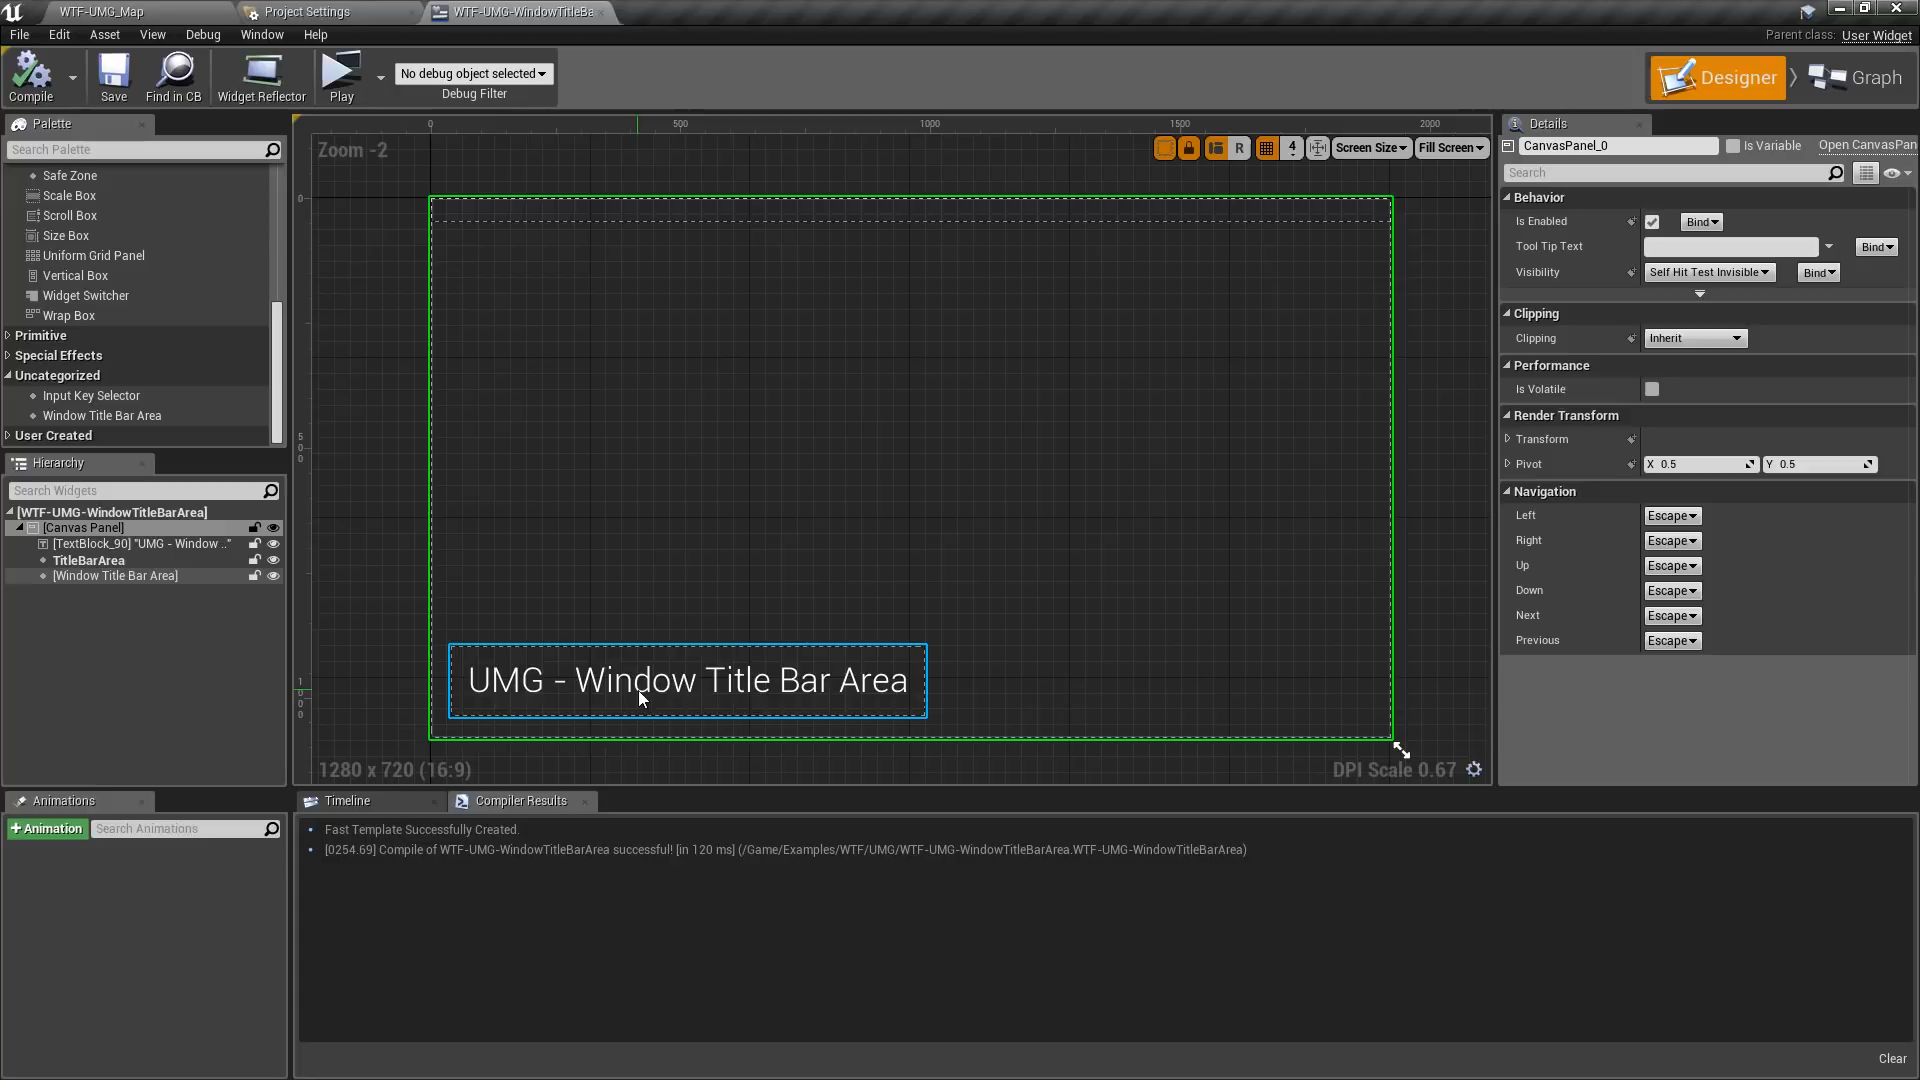 WTF-UMG_Map
Project Settings
WTF-UMG-WindowTitleBa
File Edit Asset View Debug Window Help
Parent class: User Widget
Compile
Save
Find in CB
Widget Reflector
Play
No debug object selected
Debug Filter
Designer
Graph
Palette
Search Palette
Safe Zone
Scale Box
Scroll Box
Size Box
Uniform Grid Panel
Vertical Box
Widget Switcher
Wrap Box
Primitive
Special Effects
Uncategorized
Input Key Selector
Window Title Bar Area
User Created
Hierarchy
Search Widgets
[WTF-UMG-WindowTitleBarArea]
[Canvas Panel]
[TextBlock_90] "UMG - Window .."
TitleBarArea
[Window Title Bar Area]
0 500 1000 1500 2000
Zoom -2
R
4
Screen Size
Fill Screen
0
5
0
0
1
0
0
0
UMG - Window Title Bar Area
1280 x 720 (16:9)
DPI Scale 0.67
Details
CanvasPanel_0
Is Variable
Open CanvasPan
Search
Behavior
Is Enabled
Bind
Tool Tip Text
Bind
Visibility
Self Hit Test Invisible
Bind
Clipping
Clipping
Inherit
Performance
Is Volatile
Render Transform
Transform
Pivot
X 0.5
Y 0.5
Navigation
Left Escape
Right Escape
Up Escape
Down Escape
Next Escape
Previous Escape
Animations
+Animation
Search Animations
Timeline
Compiler Results
Fast Template Successfully Created.
[0254.69] Compile of WTF-UMG-WindowTitleBarArea successful! [in 120 ms] (/Game/Examples/WTF/UMG/WTF-UMG-WindowTitleBarArea.WTF-UMG-WindowTitleBarArea)
Clear